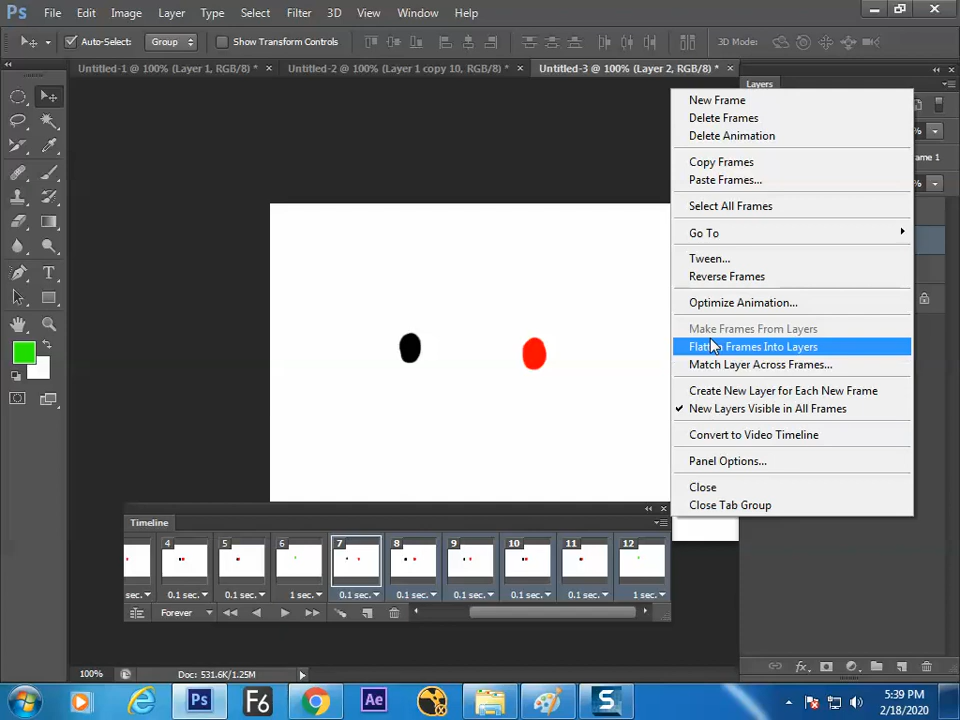 Ps File Edit Image Layer Type Select Filter 3D View Window Help
Auto-Select: Group Show Transform Controls 3D Mode:
Untitled-1 @ 100% (Layer 1, RGB/8) * × Untitled-2 @ 100% (Layer 1 copy 10, RGB/8) * × Untitled-3 @ 100% (Layer 2, RGB/8) * ×
Layers
New Frame
Delete Frames
%
Delete Animation
Copy Frames
ame 1
Paste Frames...
%
Select All Frames
Go To
Tween...
Reverse Frames
Optimize Animation...
Make Frames From Layers
Flatten Frames Into Layers
Match Layer Across Frames...
Create New Layer for Each New Frame
New Layers Visible in All Frames
Convert to Video Timeline
Panel Options...
Close
Close Tab Group
T
Timeline
4 5 6 7 8 9 10 11 12
sec. 0.1 sec. 0.1 sec. 1 sec. 0.1 sec. 0.1 sec. 0.1 sec. 0.1 sec. 0.1 sec. 1 sec.
Forever
100% Doc: 531.6K/1.25M
fx
Ps F6 Ae S
5:39 PM
2/18/2020